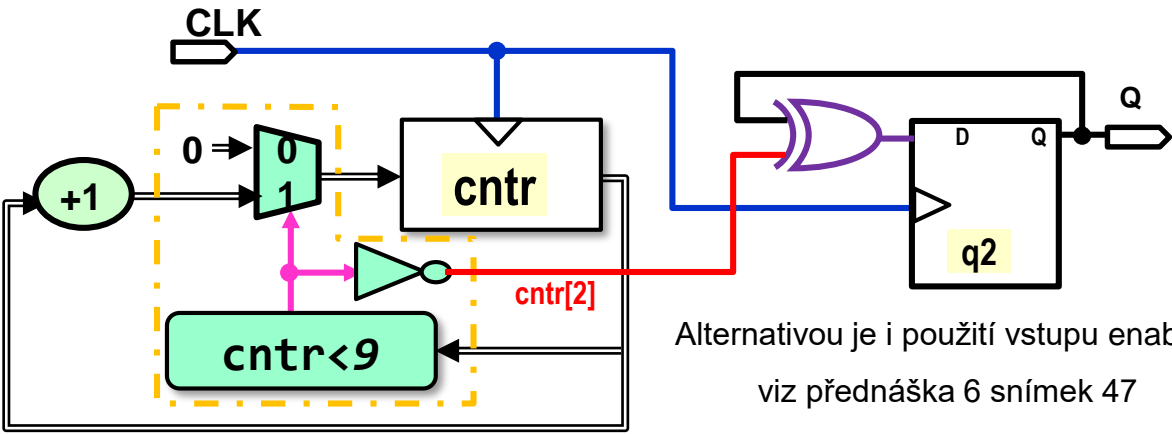 CLK
Q
0
0
1
+1
cntr
D
Q
q2
cntr[2]
cntr<9
Alternativou je i použití vstupu enab
viz přednáška 6 snímek 47